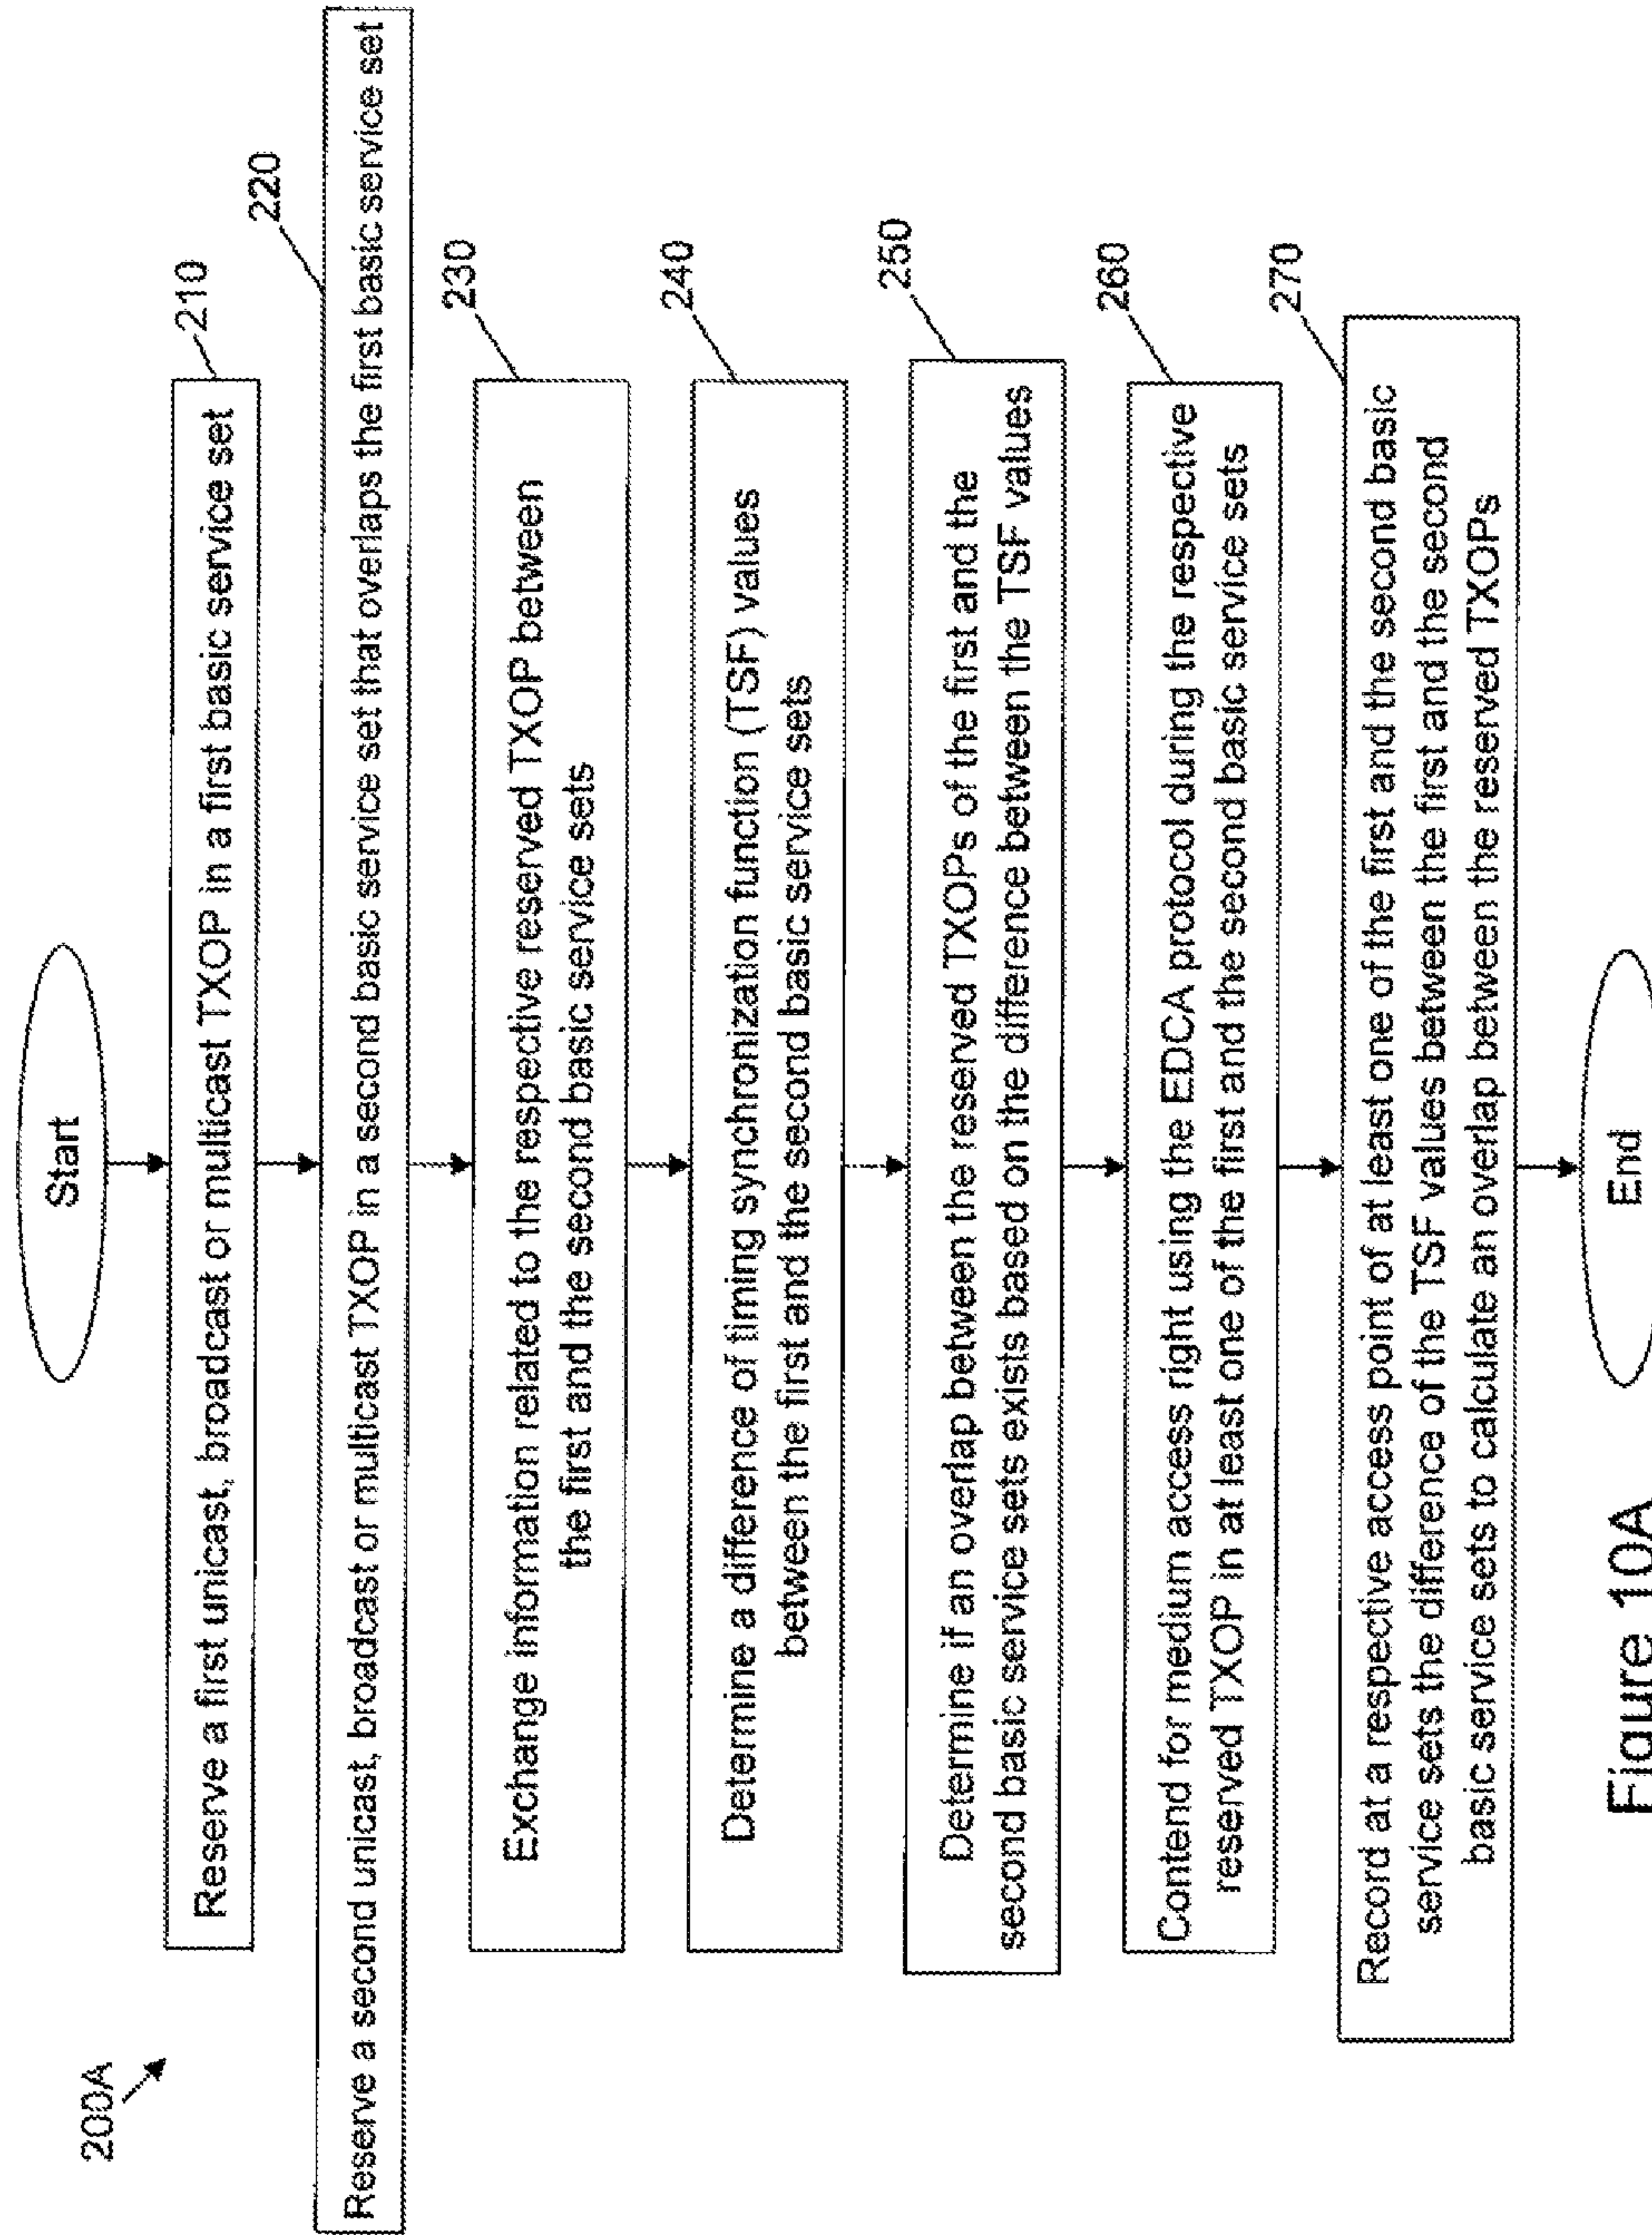 200A
Start
Reserve a first unicast, broadcast or multicast TXOP in a first basic service set
210
Reserve a second unicast, broadcast or multicast TXOP in a second basic service set that overlaps the first basic service set
220
Exchange information related to the respective reserved TXOP between
the first and the second basic service sets
230
Determine a difference of timing synchronization function (TSF) values
between the first and the second basic service sets
240
Determine if an overlap between the reserved TXOPs of the first and the
second basic service sets exists based on the difference between the TSF values
250
Contend for medium access right using the EDCA protocol during the respective
reserved TXOP in at least one of the first and the second basic service sets
260
Record at a respective access point of at least one of the first and the second basic
service sets the difference of the TSF values between the first and the second
basic service sets to calculate an overlap between the reserved TXOPs
270
End
Figure 10A